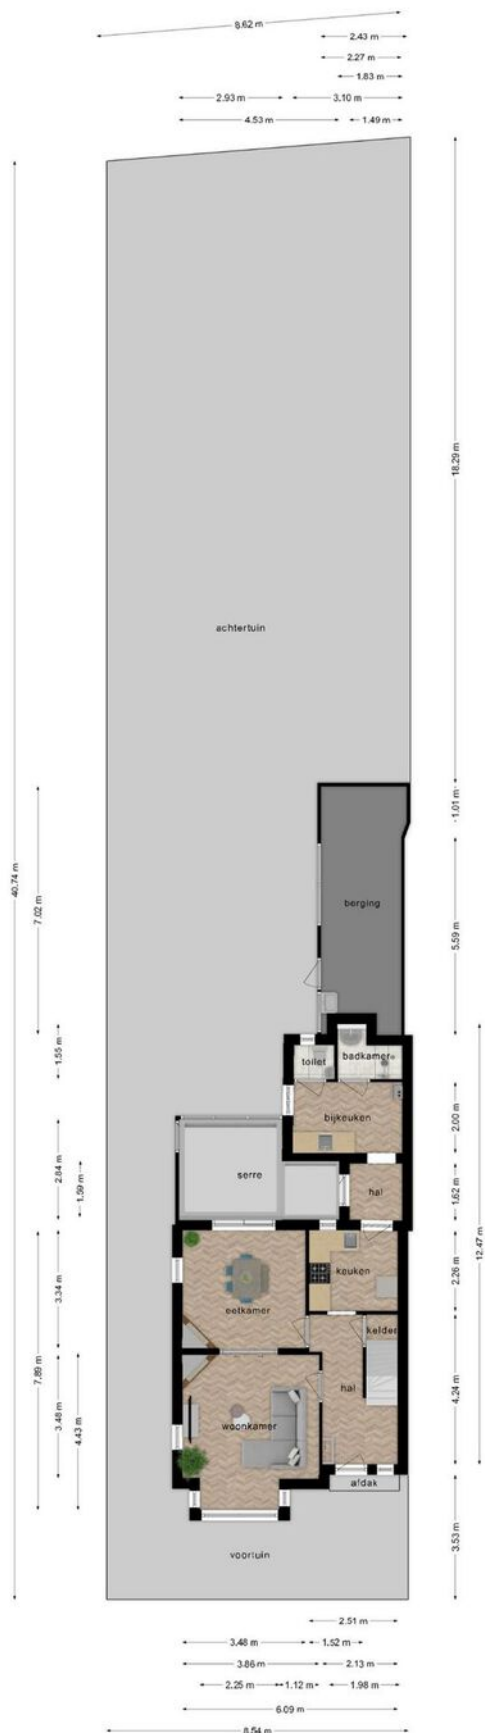 8.62 m
2.43 m
2.27 m
1.83 m
2.93 m 3.10 m
4.53 m 1.49 m
18.29 m
achtertuin
1.01 m
40.74 m
7.02 m
berging
5.59 m
1.55 m
toilet badkamer
bijkeuken
2.00 m
2.84 m
1.59 m
serre
hal
1.62 m
12.47 m
keuken
2.26 m
3.34 m
eetkamer
7.89 m
kelder
hal
4.24 m
3.48 m
4.43 m
woonkamer
afdak
3.53 m
voortuin
2.51 m
3.48 m 1.52 m
3.86 m 2.13 m
2.25 m 1.12 m 1.98 m
6.09 m
8.54 m